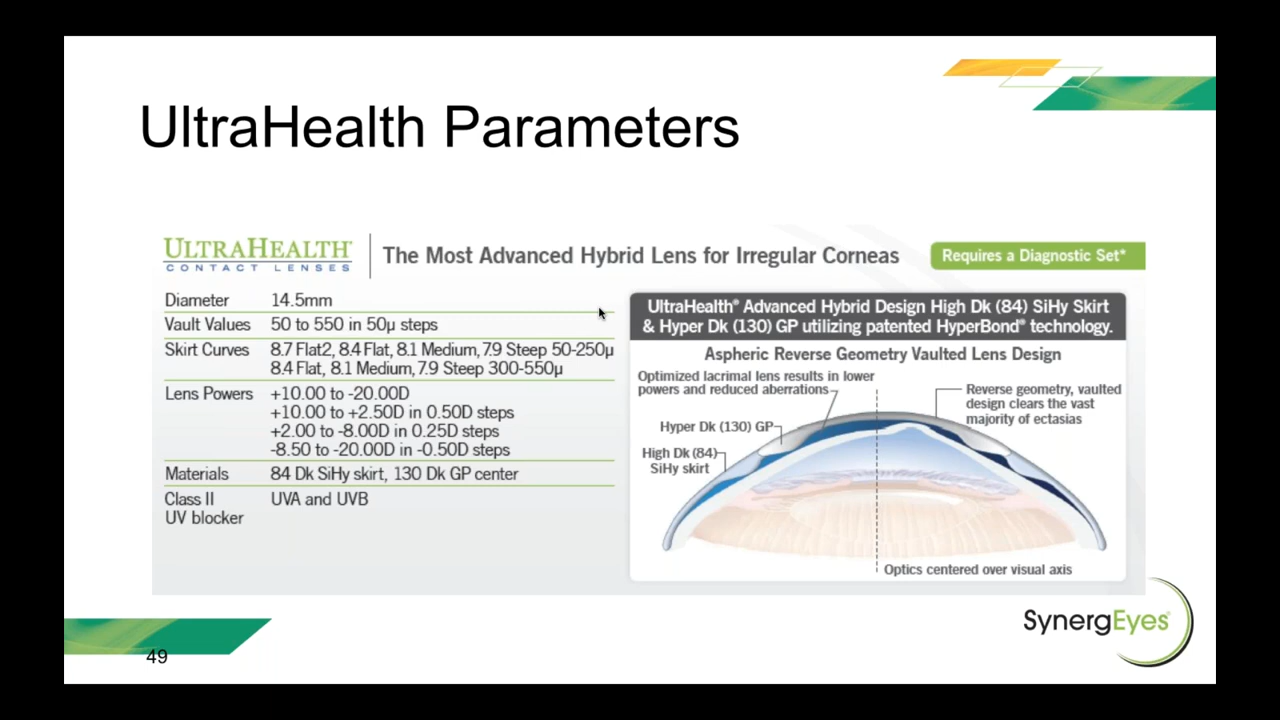 UltraHealth Parameters
ULTRAHEALTH®
CONTACT LENSES
The Most Advanced Hybrid Lens for Irregular Corneas
Requires a Diagnostic Set*
Diameter 14.5mm
Vault Values 50 to 550 in 50µ steps
Skirt Curves 8.7 Flat2, 8.4 Flat, 8.1 Medium, 7.9 Steep 50-250µ
8.4 Flat, 8.1 Medium, 7.9 Steep 300-550µ
Lens Powers +10.00 to -20.00D
+10.00 to +2.50D in 0.50D steps
+2.00 to -8.00D in 0.25D steps
-8.50 to -20.00D in -0.50D steps
Materials 84 Dk SiHy skirt, 130 Dk GP center
Class II UVA and UVB
UV blocker
UltraHealth® Advanced Hybrid Design High Dk (84) SiHy Skirt
& Hyper Dk (130) GP utilizing patented HyperBond® technology.
Aspheric Reverse Geometry Vaulted Lens Design
Optimized lacrimal lens results in lower
powers and reduced aberrations
Reverse geometry, vaulted
design clears the vast
majority of ectasias
Hyper Dk (130) GP
High Dk (84)
SiHy skirt
Optics centered over visual axis
SynergEyes®
49